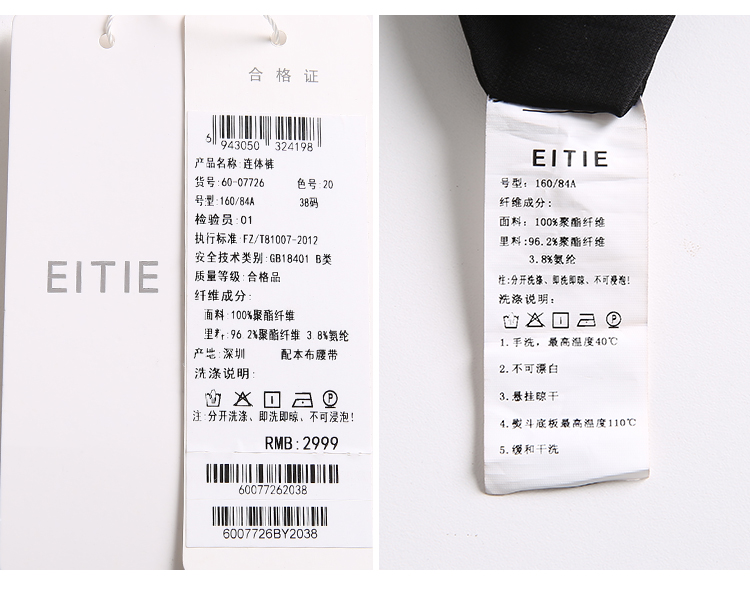 EITIE
合格证
6 943050 324198
产品名称:连体裤
货号:60-07726 色号:20
号型:160/84A 38码
检验员:01
执行标准:FZ/T81007-2012
安全技术类别:GB18401 B类
质量等级:合格品
纤维成分:
面料:100%聚酯纤维
里料:96.2%聚酯纤维 3.8%氨纶
产地:深圳 配本布腰带
洗涤说明:
注:分开洗涤、即洗即晾、不可浸泡!
RMB:2999
60077262038
6007726BY2038
EITIE
号型: 160/84A
纤维成分:
面料: 100%聚酯纤维
里料:96.2%聚酯纤维
3.8%氨纶
注:分开洗涤、即洗即晾、不可浸泡!
洗涤说明:
1.手洗,最高温度40℃
2.不可漂白
3.悬挂晾干
4.熨斗底板最高温度110℃
5.缓和干洗